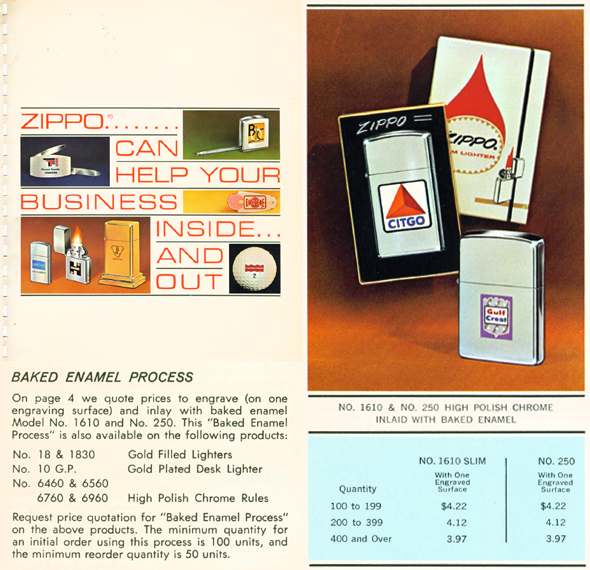 ZIPPO®........
CAN
HELP YOUR
BUSINESS
INSIDE...
AND
OUT
2
BAKED ENAMEL PROCESS
On page 4 we quote prices to engrave (on one
engraving surface) and inlay with baked enamel
Model No. 1610 and No. 250. This "Baked Enamel
Process" is also available on the following products:
No. 18 & 1830 Gold Filled Lighters
No. 10 G.P. Gold Plated Desk Lighter
No. 6460 & 6560
6760 & 6960 High Polish Chrome Rules
Request price quotation for "Baked Enamel Process"
on the above products. The minimum quantity for
an initial order using this process is 100 units, and
the minimum reorder quantity is 50 units.
ZIPPO
CITGO
ZIPPO
LIGHTER
Gulf
Crest
NO. 1610 & NO. 250 HIGH POLISH CHROME
INLAID WITH BAKED ENAMEL
NO. 1610 SLIM NO. 250
With One With One
Engraved Engraved
Quantity Surface Surface
100 to 199 $4.22 $4.22
200 to 399 4.12 4.12
400 and Over 3.97 3.97